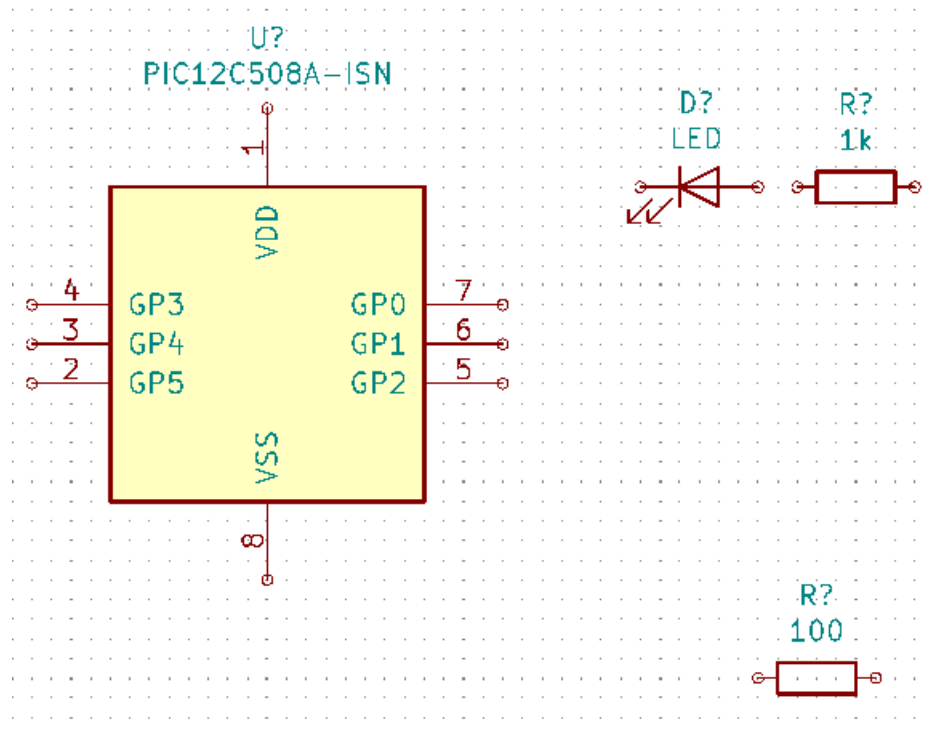 U?
PIC12C508A-ISN
1
VDD
4 GP3
GP0 7
3 GP4
GP1 6
2 GP5
GP2 5
VSS
8
D?
LED
R?
1k
R?
100